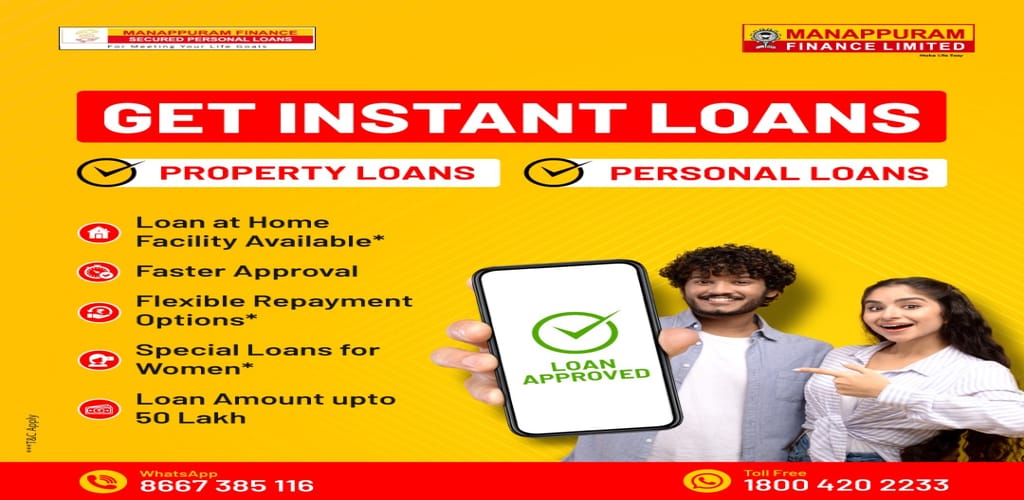 MANAPPURAM FINANCE
SECURED PERSONAL LOANS
For Meeting Your Life Goals
MANAPPURAM
FINANCE LIMITED
Make Life Easy
GET INSTANT LOANS
PROPERTY LOANS
PERSONAL LOANS
Loan at Home
Facility Available*
Faster Approval
Flexible Repayment
Options*
Special Loans for
Women*
Loan Amount upto
50 Lakh
LOAN
APPROVED
***T&C Apply
WhatsApp
8667 385 116
Toll Free
1800 420 2233